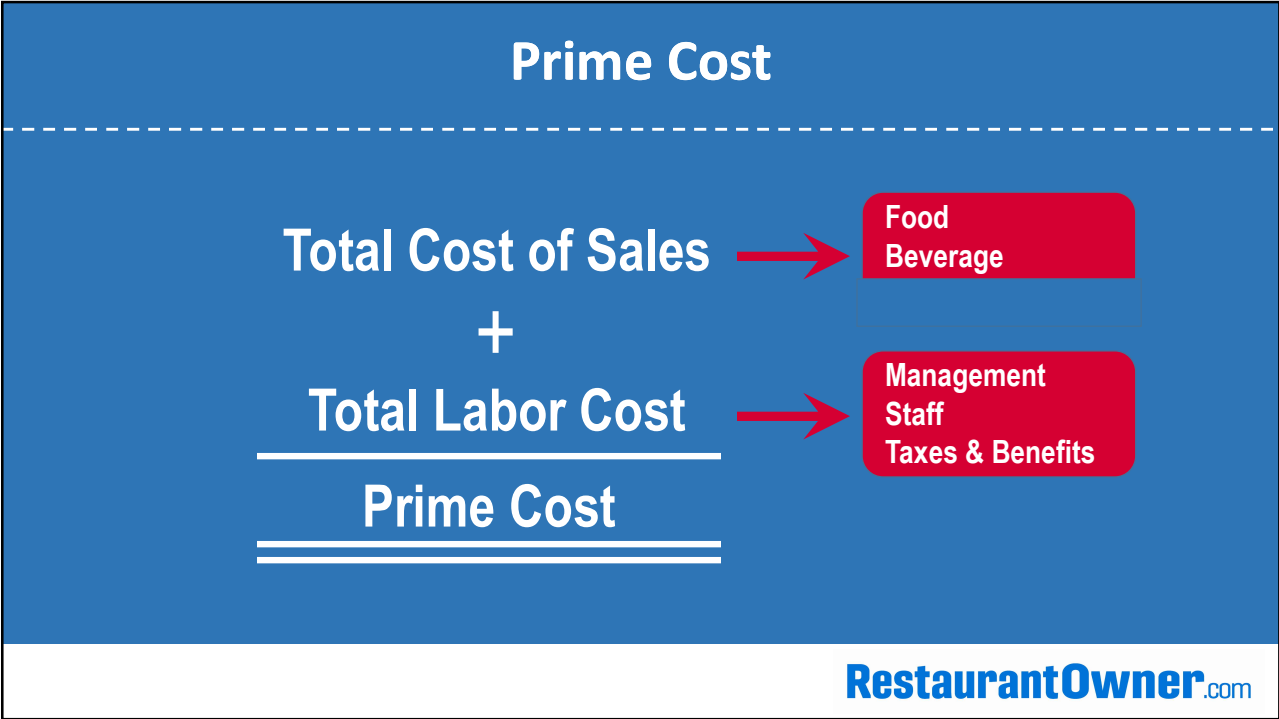 Prime Cost
Total Cost of Sales
Food
Beverage
+
Total Labor Cost
Management
Staff
Taxes & Benefits
Prime Cost
RestaurantOwner.com